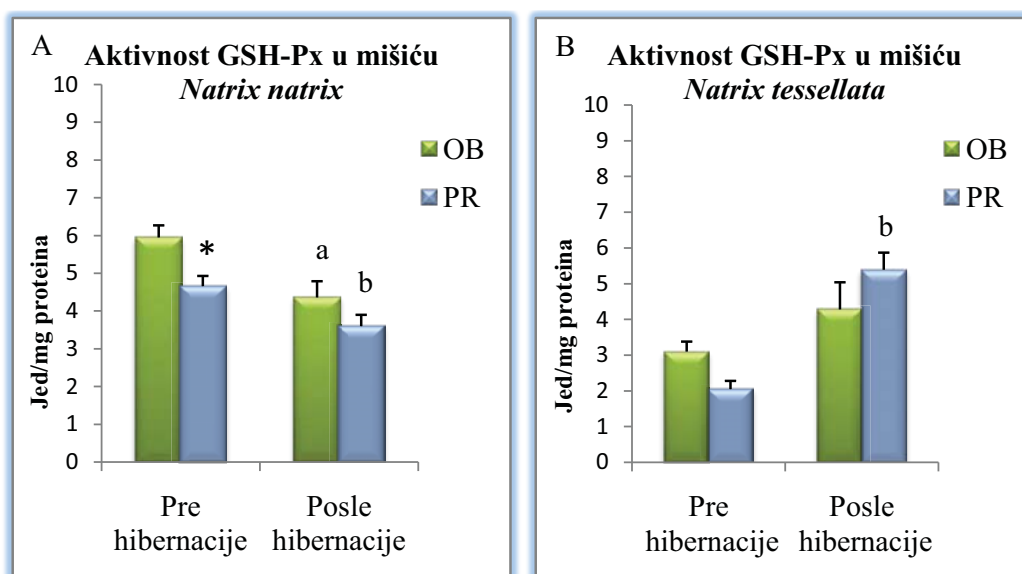 A
Aktivnost GSH-Px u mišiću
Natrix natrix
10
9
8
7
6
5
4
3
2
1
0
Jed/mg proteina
*
a
b
OB
PR
Pre
hibernacije
Posle
hibernacije
B
Aktivnost GSH-Px u mišiću
Natrix tessellata
10
9
8
7
6
5
4
3
2
1
0
Jed/mg proteina
b
OB
PR
Pre
hibernacije
Posle
hibernacije